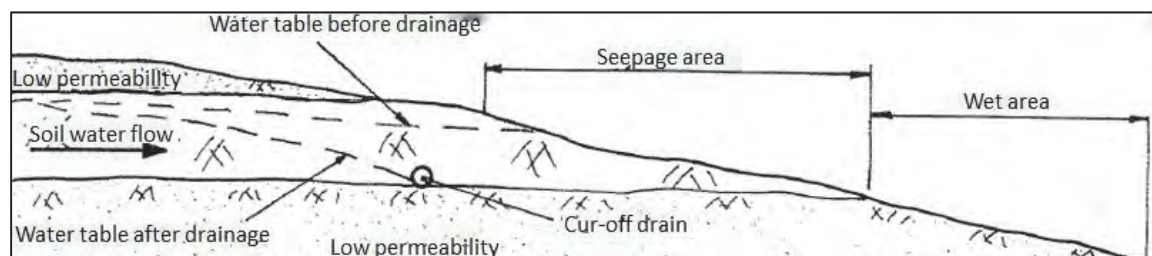 Water table before drainage
Seepage area
Low permeability
Wet area
Soil water flow
Cur-off drain
Water table after drainage
Low permeability